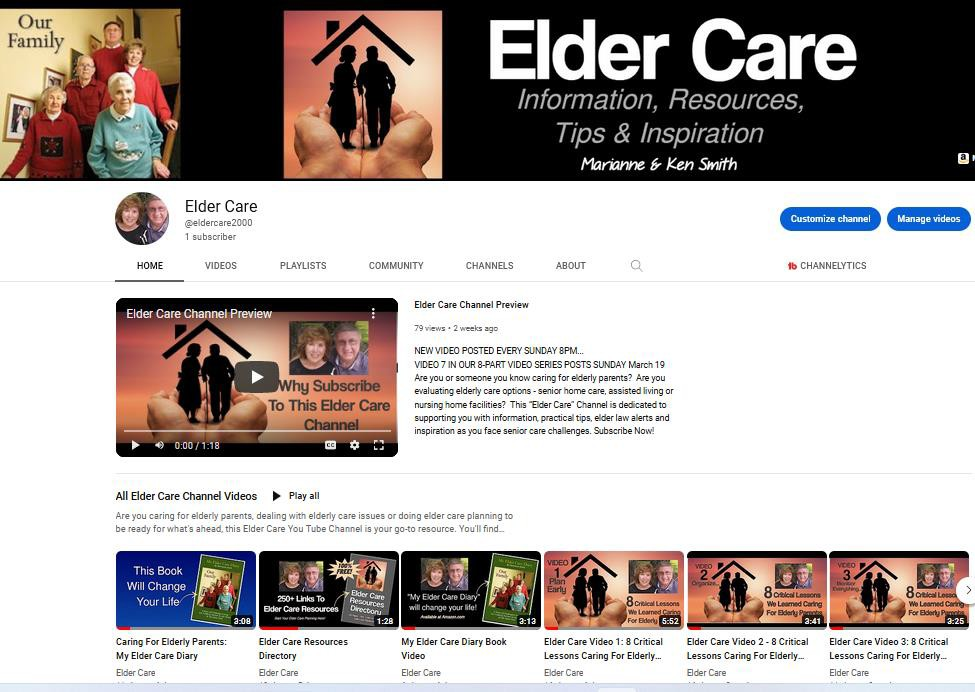 Our
Family
Elder Care
Information, Resources,
Tips & Inspiration
Marianne & Ken Smith
Elder Care
@eldercare2000
1 subscriber
Customize channel
Manage videos
HOME
VIDEOS
PLAYLISTS
COMMUNITY
CHANNELS
ABOUT
CHANNELYTICS
Elder Care Channel Preview
Why Subscribe
To This Elder Care
Channel
0:00 / 1:18
Elder Care Channel Preview
79 views • 2 weeks ago
NEW VIDEO POSTED EVERY SUNDAY 8PM...
VIDEO 7 IN OUR 8-PART VIDEO SERIES POSTS SUNDAY March 19
Are you or someone you know caring for elderly parents? Are you
evaluating elderly care options - senior home care, assisted living or
nursing home facilities? This "Elder Care" Channel is dedicated to
supporting you with information, practical tips, elder law alerts and
inspiration as you face senior care challenges. Subscribe Now!
All Elder Care Channel Videos
Play all
Are you caring for elderly parents, dealing with elderly care issues or doing elder care planning to
be ready for what's ahead, this Elder Care You Tube Channel is your go-to resource. You'll find...
This Book
Will Change
Your Life
3:08
Caring For Elderly Parents:
My Elder Care Diary
Elder Care
100%
FREE!
250+ Links To
Elder Care Resources
Elder Care
Resources
Directory
1:28
Elder Care Resources
Directory
Elder Care
"My Elder Care Diary
will change your life!
Available at Amazon.com
3:13
My Elder Care Diary Book
Video
Elder Care
VIDEO
1
Plan
Early
8 Critical Lessons
We Learned Caring
For Elderly
5:52
Elder Care Video 1: 8 Critical
Lessons Caring For Elderly...
Elder Care
VIDEO
2
Organize
8 Critical Lessons
We Learned Caring
For Elderly Parents
3:41
Elder Care Video 2 - 8 Critical
Lessons Caring For Elderly...
Elder Care
VIDEO
3
Monitor
Everything
8 Critical Lessons
We Learned Caring
For Elderly
3:25
Elder Care Video 3: 8 Critical
Lessons Caring For Elderly...
Elder Care